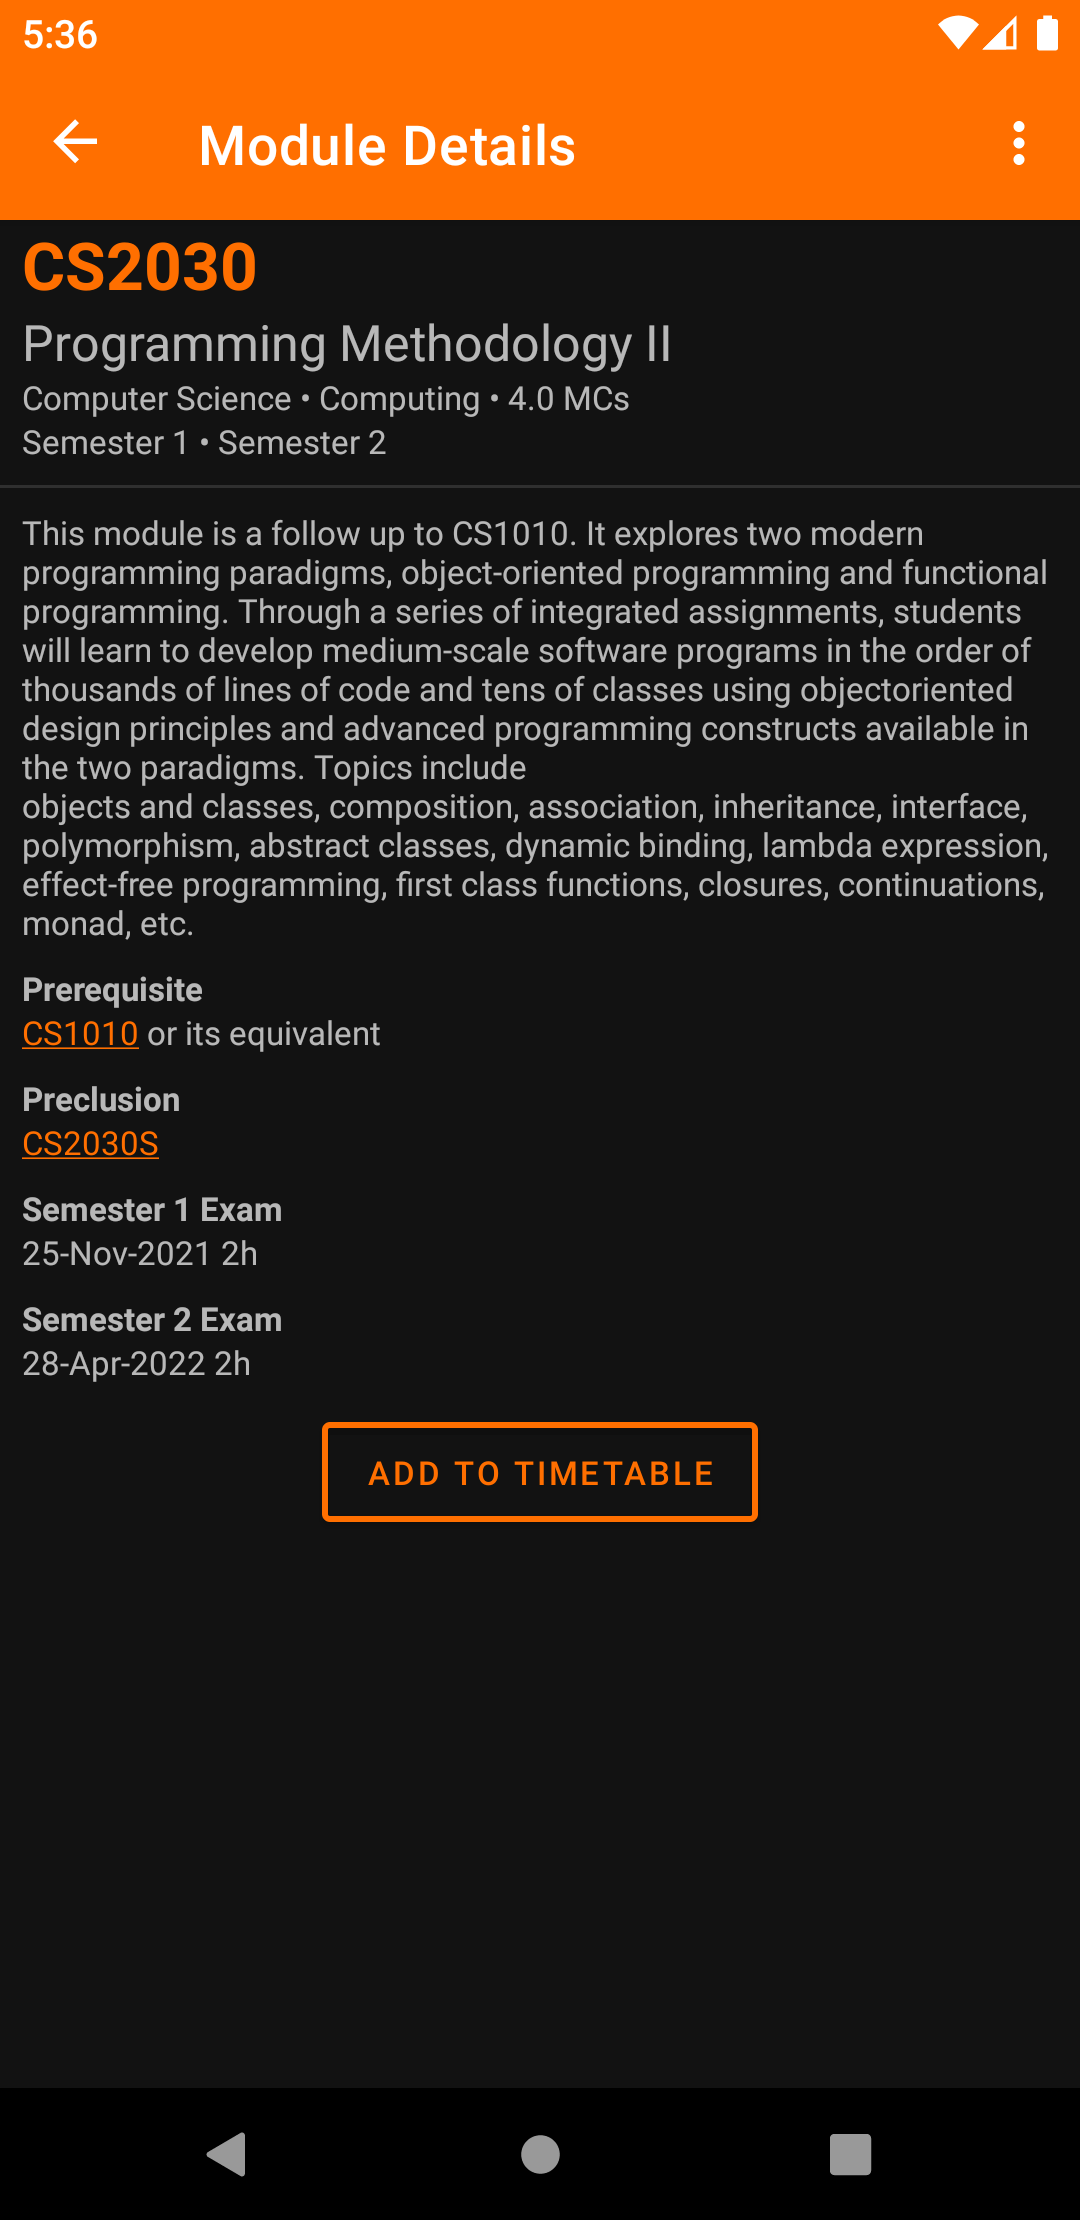 5:36
Module Details
CS2030
Programming Methodology II
Computer Science • Computing • 4.0 MCs
Semester 1 • Semester 2
This module is a follow up to CS1010. It explores two modern
programming paradigms, object-oriented programming and functional
programming. Through a series of integrated assignments, students
will learn to develop medium-scale software programs in the order of
thousands of lines of code and tens of classes using objectoriented
design principles and advanced programming constructs available in
the two paradigms. Topics include
objects and classes, composition, association, inheritance, interface,
polymorphism, abstract classes, dynamic binding, lambda expression,
effect-free programming, first class functions, closures, continuations,
monad, etc.
Prerequisite
CS1010 or its equivalent
Preclusion
CS2030S
Semester 1 Exam
25-Nov-2021 2h
Semester 2 Exam
28-Apr-2022 2h
ADD TO TIMETABLE